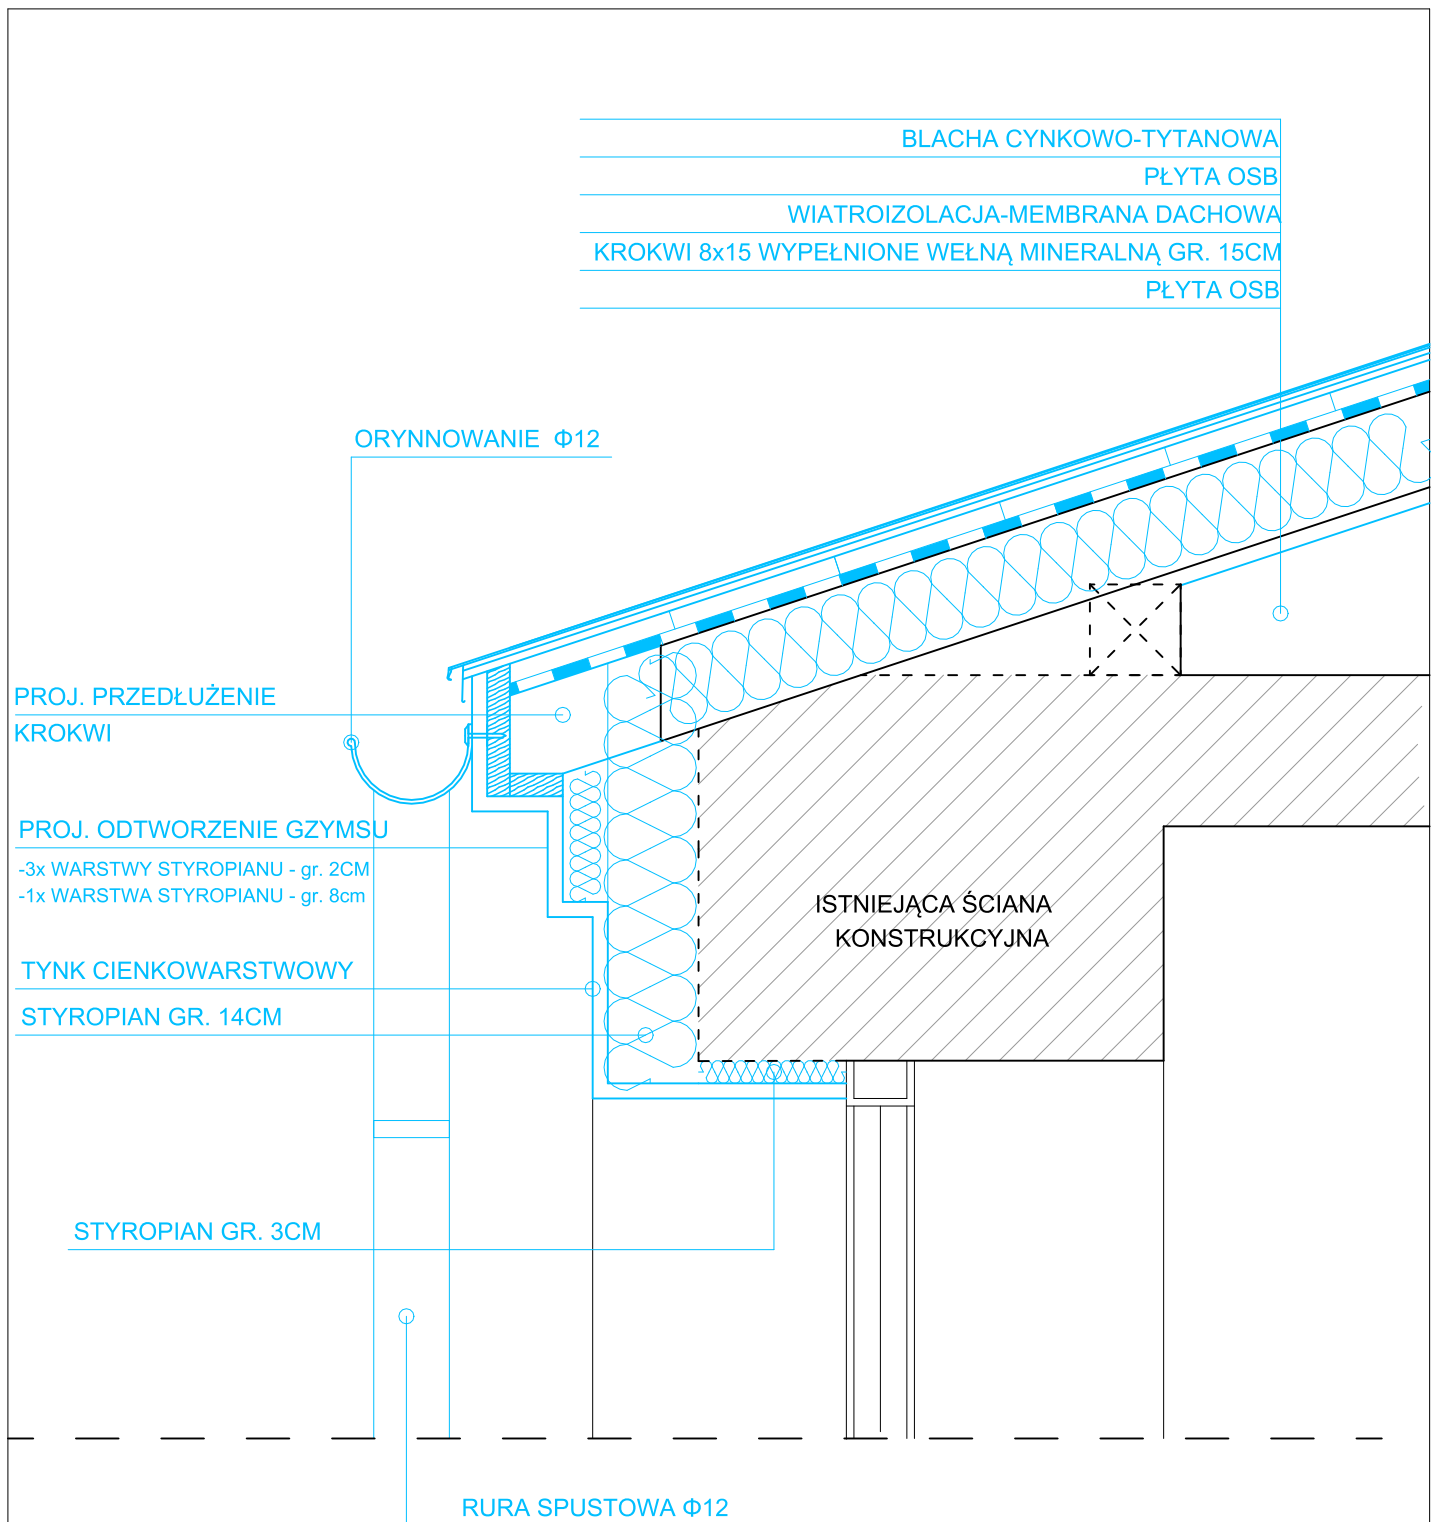 BLACHA CYNKOWO-TYTANOWA
PŁYTA OSB
WIATROIZOLACJA-MEMBRANA DACHOWA
KROKWI 8x15 WYPEŁNIONE WEŁNĄ MINERALNĄ GR. 15CM
PŁYTA OSB
ORYNNOWANIE Φ12
PROJ. PRZEDŁUŻENIE
KROKWI
PROJ. ODTWORZENIE GZYMSU
-3x WARSTWY STYROPIANU - gr. 2CM
-1x WARSTWA STYROPIANU - gr. 8cm
ISTNIEJĄCA ŚCIANA
KONSTRUKCYJNA
TYNK CIENKOWARSTWOWY
STYROPIAN GR. 14CM
STYROPIAN GR. 3CM
RURA SPUSTOWA Φ12